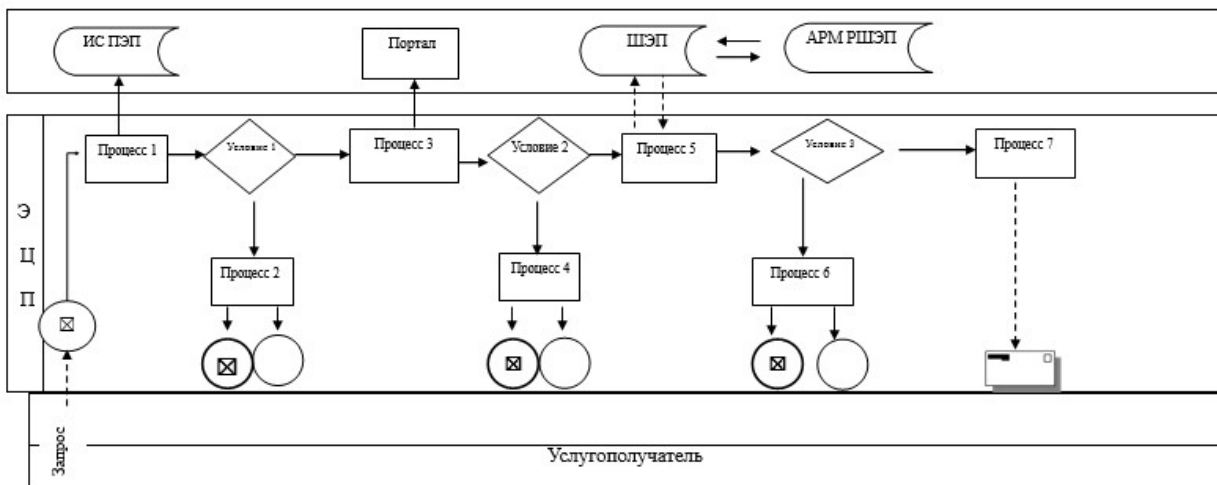 ИС ПЭП
Портал
ШЭП
АРМ РШЭП
Процесс 1
Условие 1
Процесс 3
Условие 2
Процесс 5
Условие 3
Процесс 7
Э
Ц
П
Процесс 2
Процесс 4
Процесс 6
Запрос
Услугополучатель